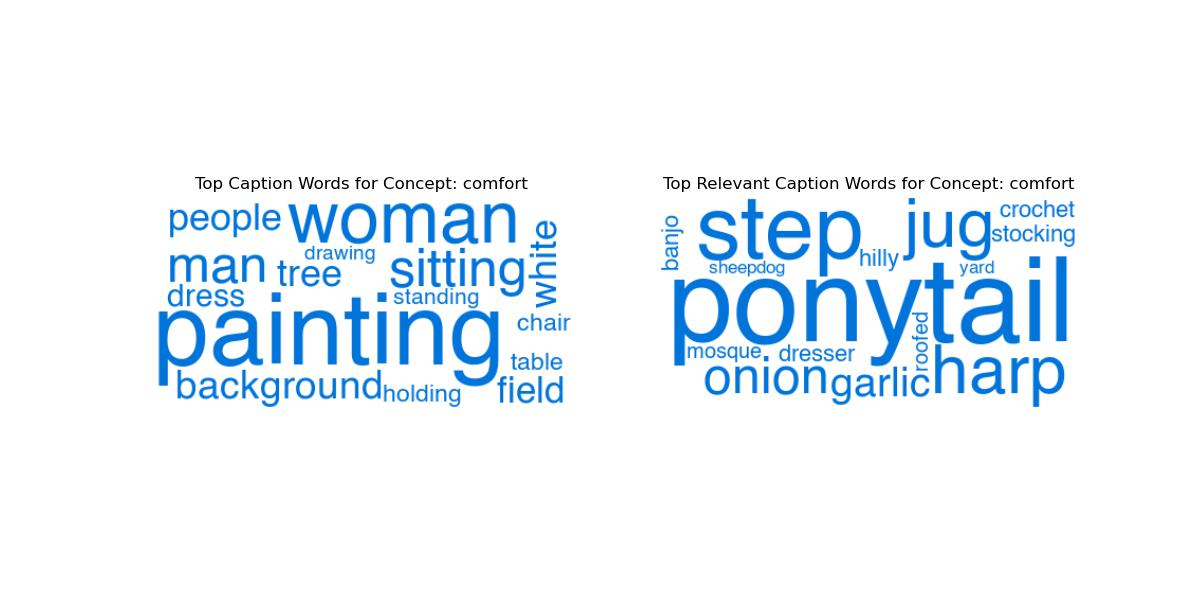 Top Caption Words for Concept: comfort
people woman
drawing white
man tree sitting
dress standing
painting chair
table
background holding field
Top Relevant Caption Words for Concept: comfort
banjo step jug crochet
stocking
sheepdog hilly yard
ponytail
mosque dresser roofed
onion garlic harp